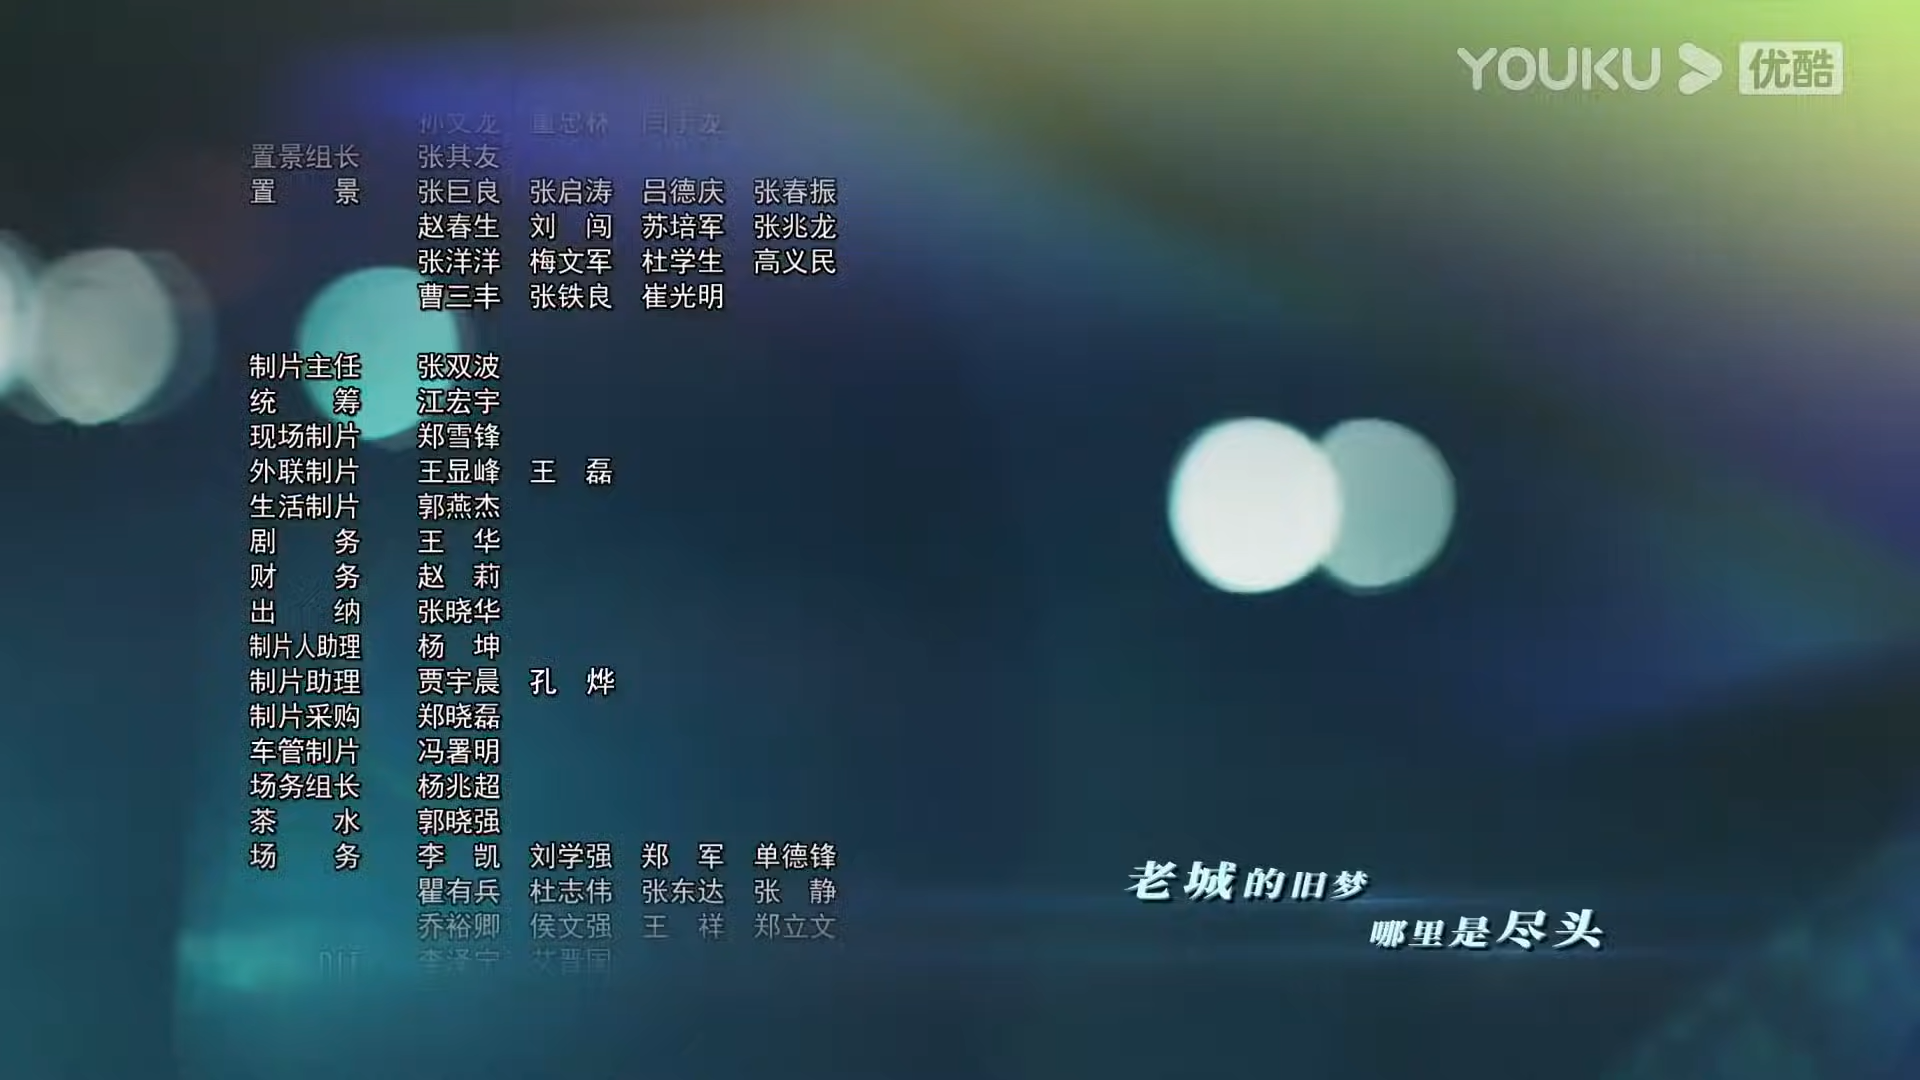 YOUKU 优酷
置景组长 张其友
置景 张巨良 张启涛 吕德庆 张春振
赵春生 刘闯 苏培军 张兆龙
张洋洋 梅文军 杜学生 高义民
曹三丰 张铁良 崔光明
制片主任 张双波
统筹 江宏宇
现场制片 郑雪锋
外联制片 王显峰 王磊
生活制片 郭燕杰
剧务 王华
财务 赵莉
出纳 张晓华
制片人助理 杨坤
制片助理 贾宇晨 孔烨
制片采购 郑晓磊
车管制片 冯署明
场务组长 杨兆超
茶水 郭晓强
场务 李凯 刘学强 郑军 单德锋
瞿有兵 杜志伟 张东达 张静
乔裕卿 侯文强 王祥 郑立文
老城的旧梦
哪里是尽头